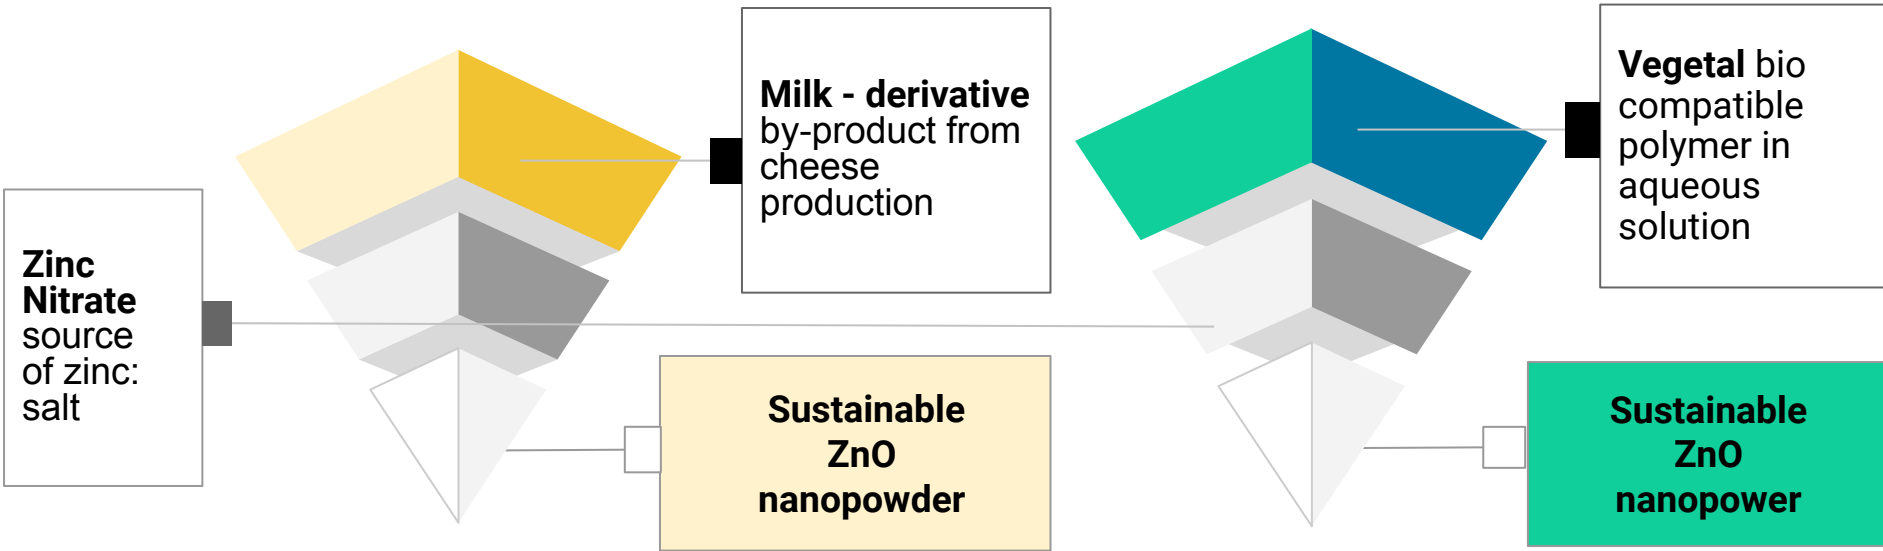 Zinc
Nitrate
source
of zinc:
salt
Milk - derivative
by-product from
cheese
production
Sustainable
ZnO
nanopowder
Vegetal bio
compatible
polymer in
aqueous
solution
Sustainable
ZnO
nanopower